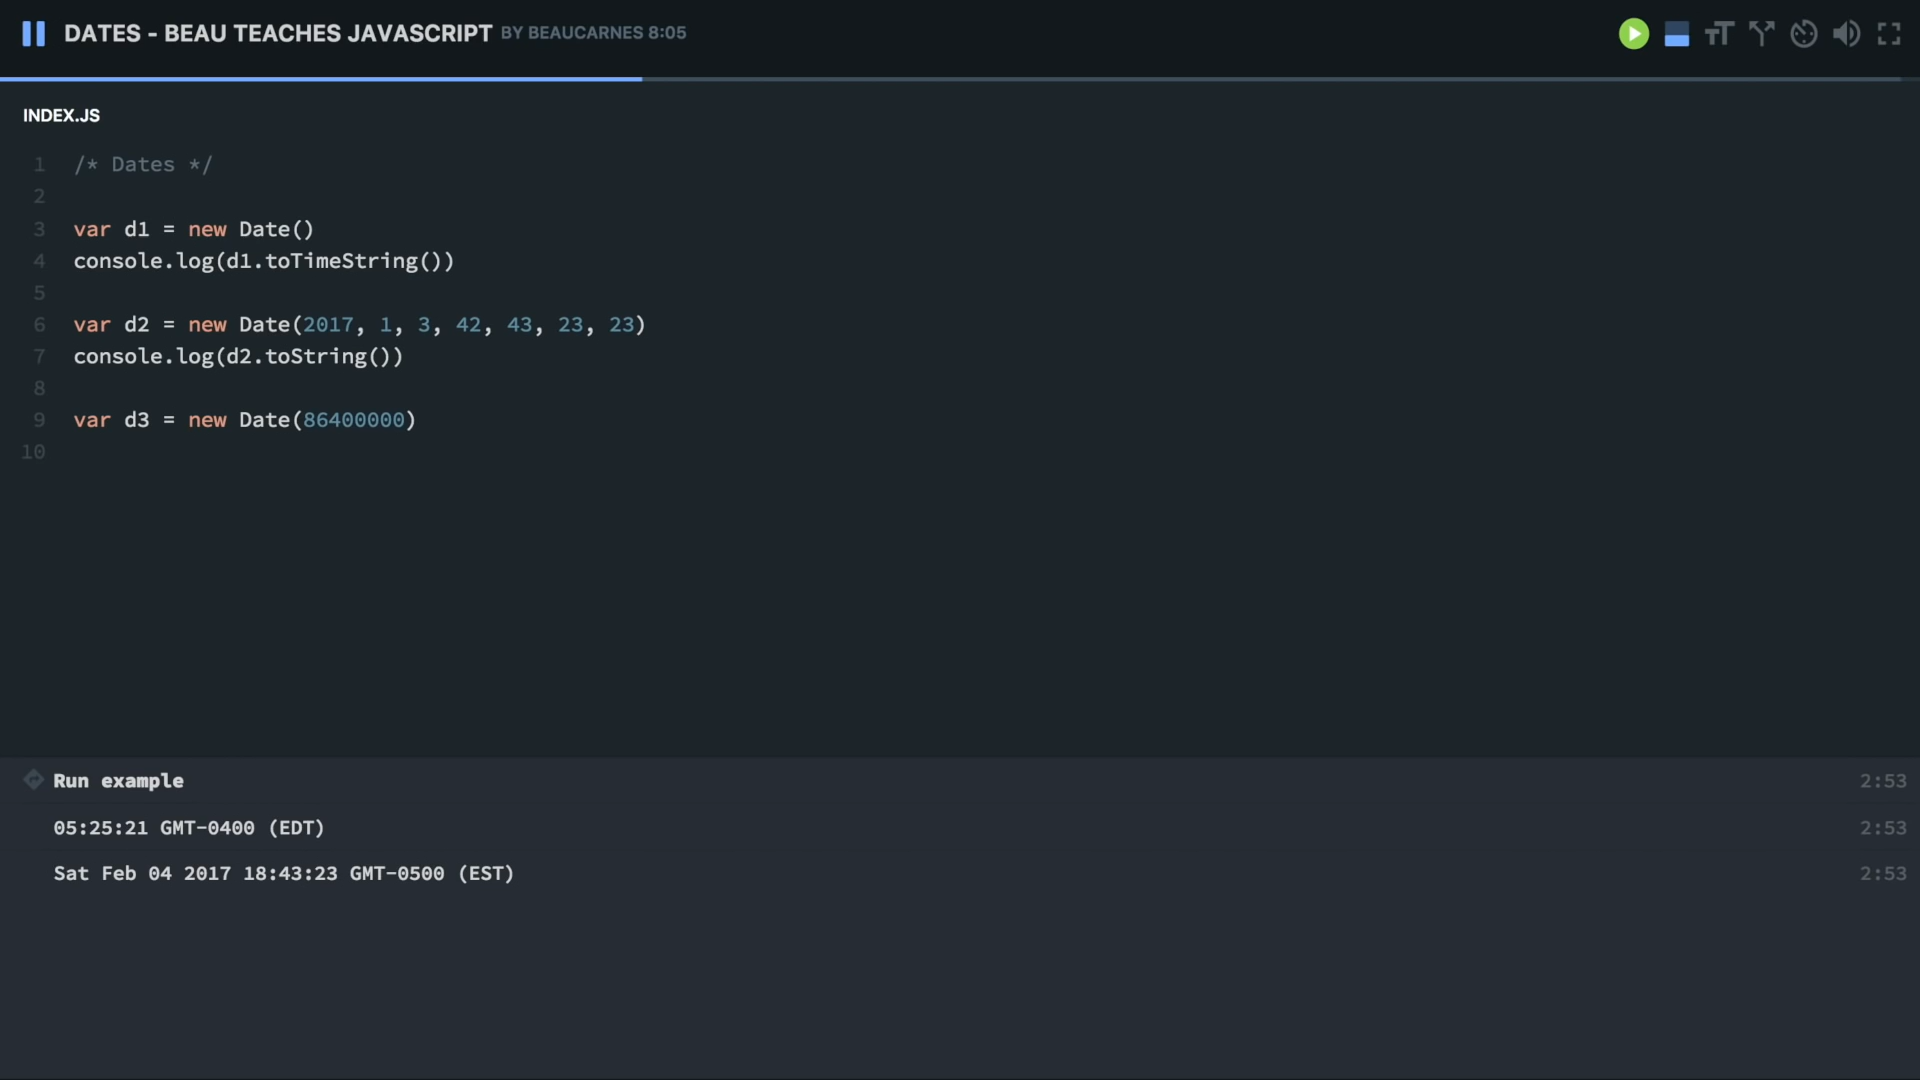 DATES - BEAU TEACHES JAVASCRIPT BY BEAUCARNES 8:05
INDEX.JS
1 /* Dates */
2
3 var d1 = new Date()
4 console.log(d1.toTimeString())
5
6 var d2 = new Date(2017, 1, 3, 42, 43, 23, 23)
7 console.log(d2.toString())
8
9 var d3 = new Date(86400000)
10
Run example 2:53
05:25:21 GMT-0400 (EDT) 2:53
Sat Feb 04 2017 18:43:23 GMT-0500 (EST) 2:53